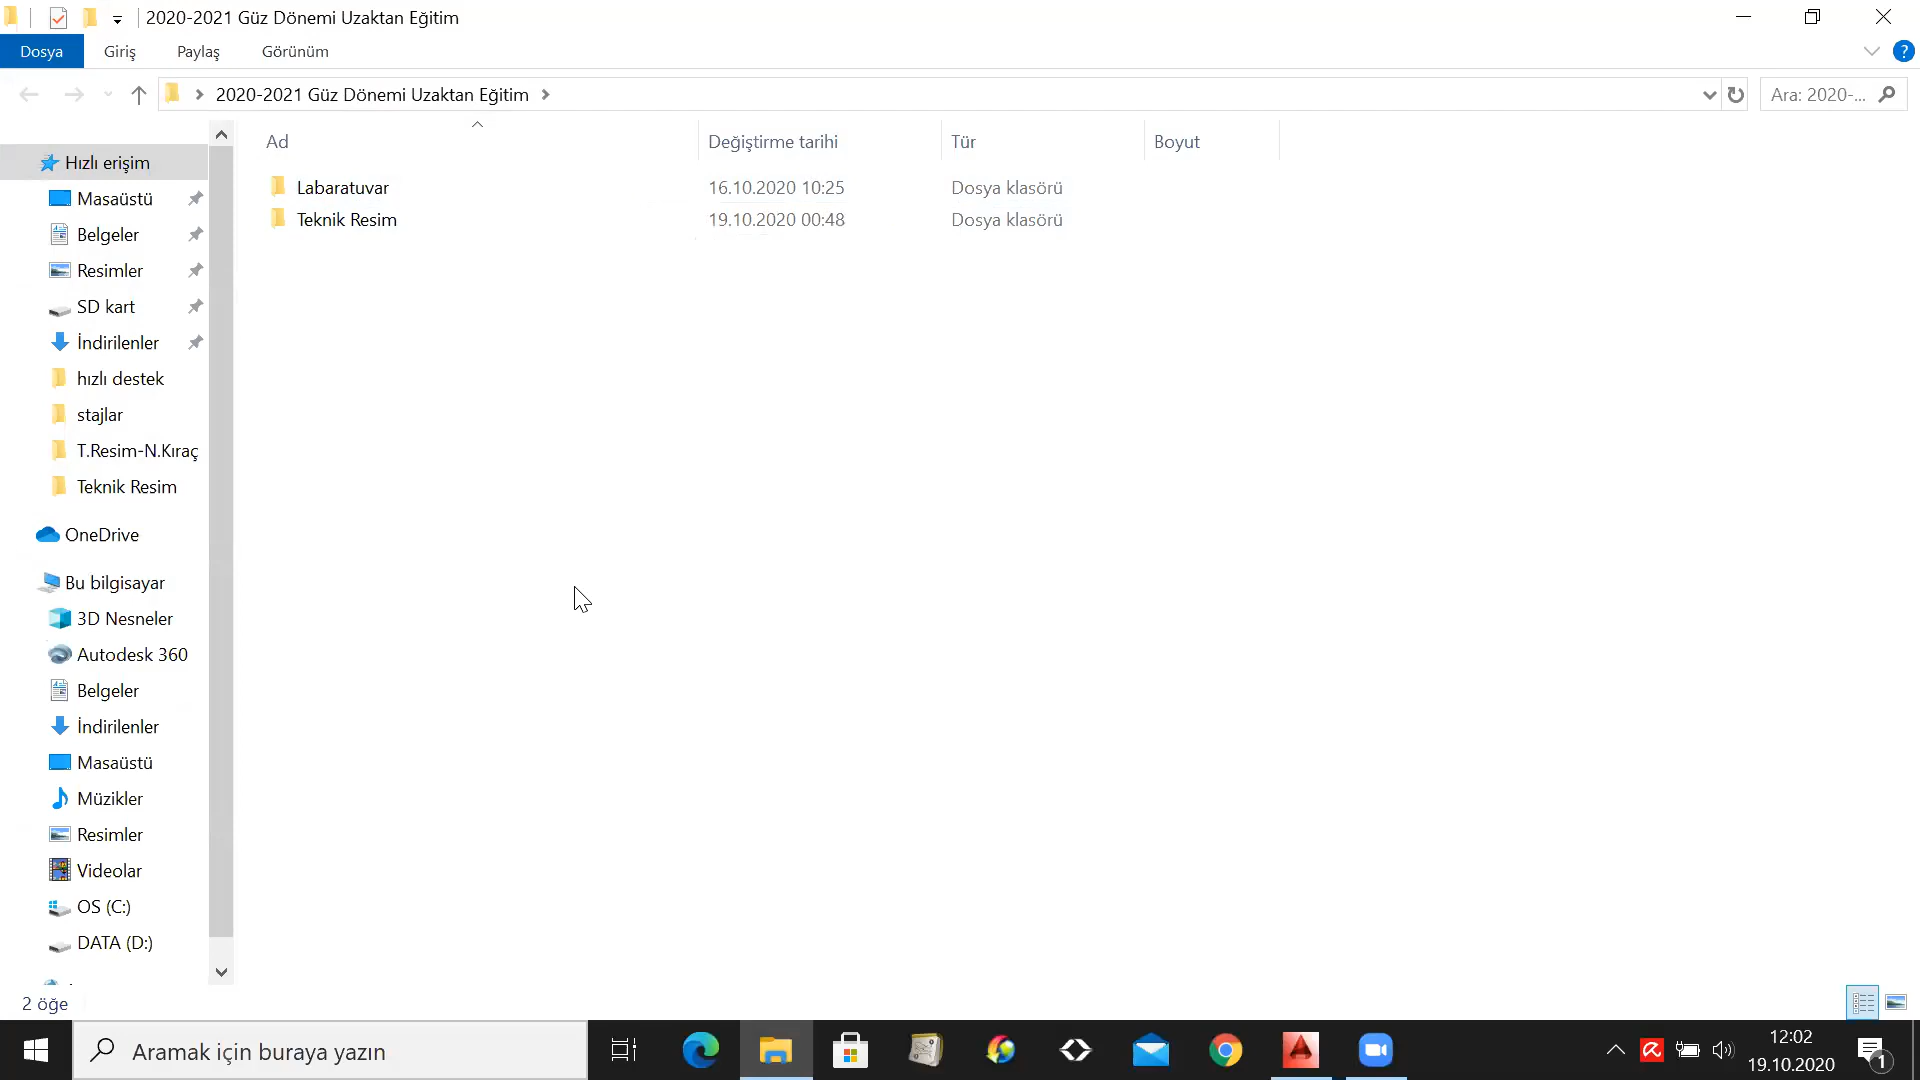 2020-2021 Güz Dönemi Uzaktan Eğitim
Dosya Giriş Paylaş Görünüm ?
2020-2021 Güz Dönemi Uzaktan Eğitim Ara: 2020-...
Ad Değiştirme tarihi Tür Boyut
Labaratuvar 16.10.2020 10:25 Dosya klasörü
Teknik Resim 19.10.2020 00:48 Dosya klasörü
Hızlı erişim
Masaüstü
Belgeler
Resimler
SD kart
İndirilenler
hızlı destek
stajlar
T.Resim-N.Kıraç
Teknik Resim
OneDrive
Bu bilgisayar
3D Nesneler
Autodesk 360
Belgeler
İndirilenler
Masaüstü
Müzikler
Resimler
Videolar
OS (C:)
DATA (D:)
2 öğe
Aramak için buraya yazın
12:02
19.10.2020
1